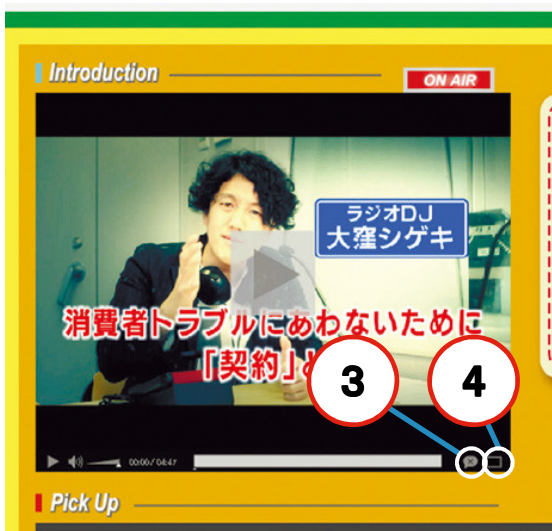 Introduction
ON AIR
ラジオDJ
大窪シゲキ
消費者トラブルにあわないために
「契約」
3
4
00:00/04:47
Pick Up